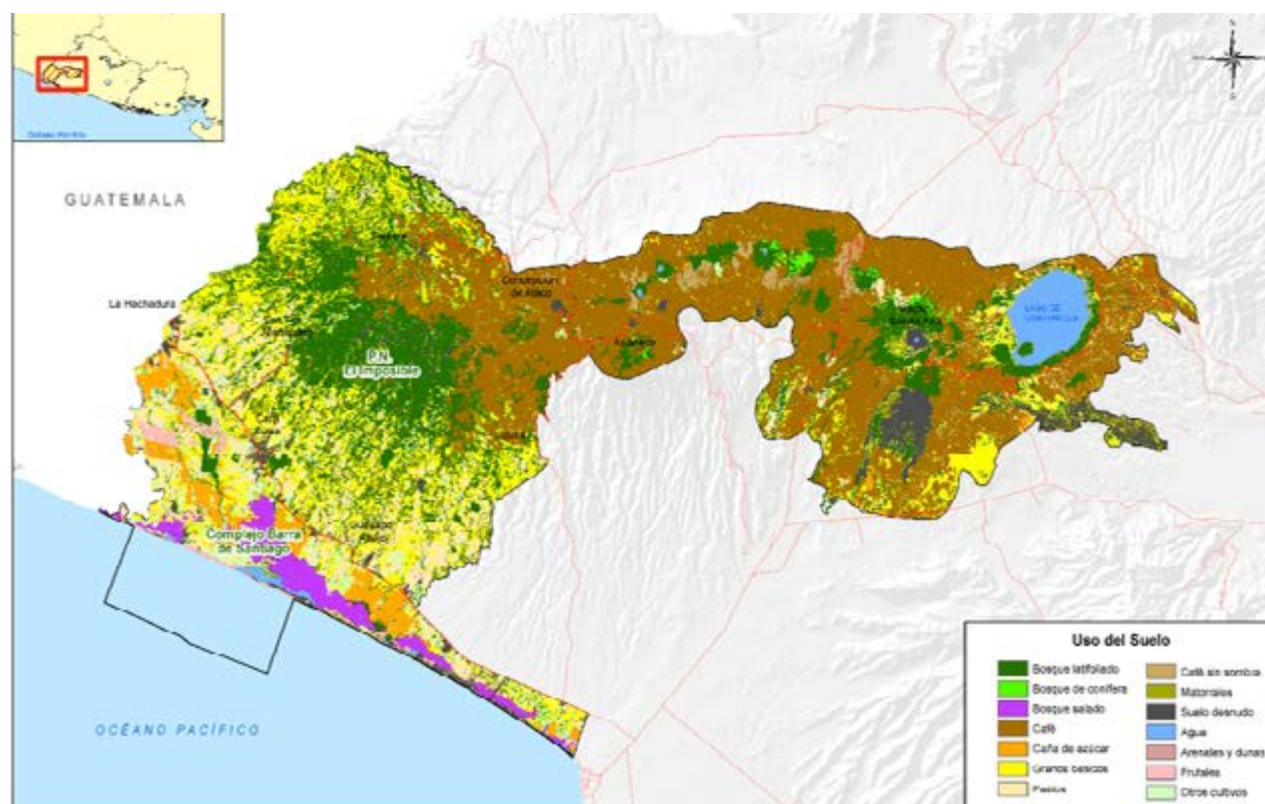 Océano Pacífico
GUATEMALA
La Hachadura
Concepción
de Ataco
P.N.
El Imposible
Complejo Barra
de Santiago
OCÉANO PACÍFICO
Uso del Suelo
Bosque latifoliado
Bosque de conífera
Bosque salado
Café
Caña de azúcar
Granos básicos
Pastos
Café sin sombra
Matorrales
Suelo desnudo
Agua
Arenales y dunas
Frutales
Otros cultivos